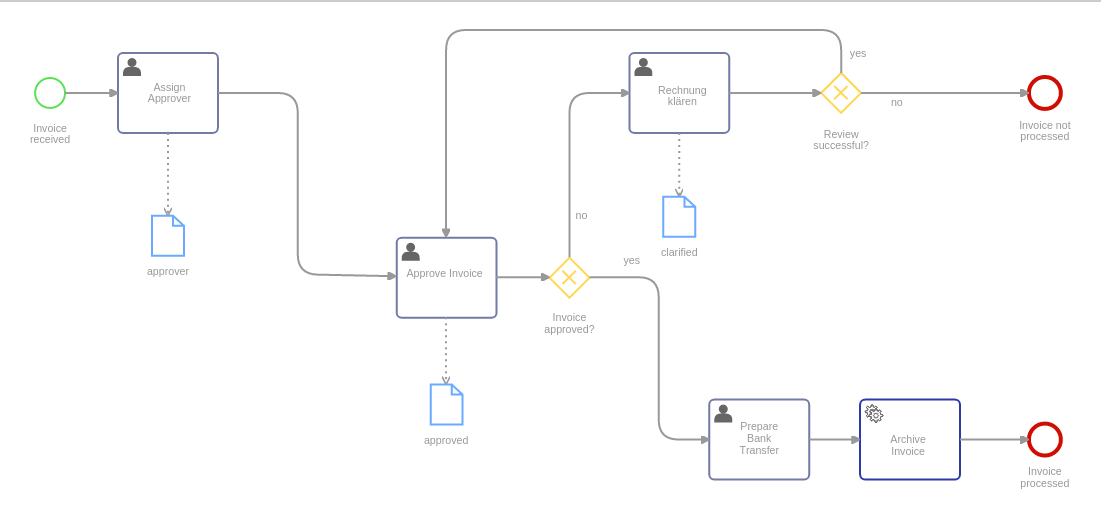 Invoice
received
Assign
Approver
approver
Approve Invoice
approved
Invoice
approved?
no
yes
Rechnung
klären
clarified
Review
successful?
yes
no
Invoice not
processed
Prepare
Bank
Transfer
Archive
Invoice
Invoice
processed